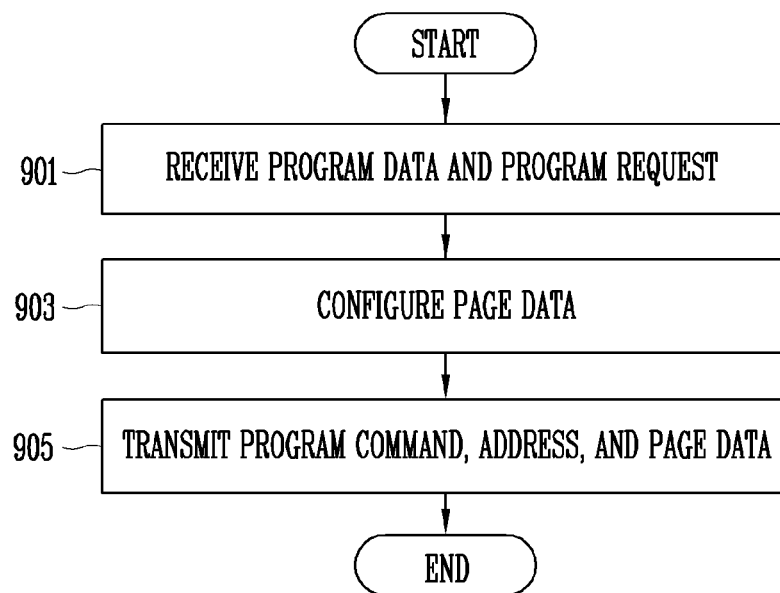 START
901
RECEIVE PROGRAM DATA AND PROGRAM REQUEST
903
CONFIGURE PAGE DATA
905
TRANSMIT PROGRAM COMMAND, ADDRESS, AND PAGE DATA
END